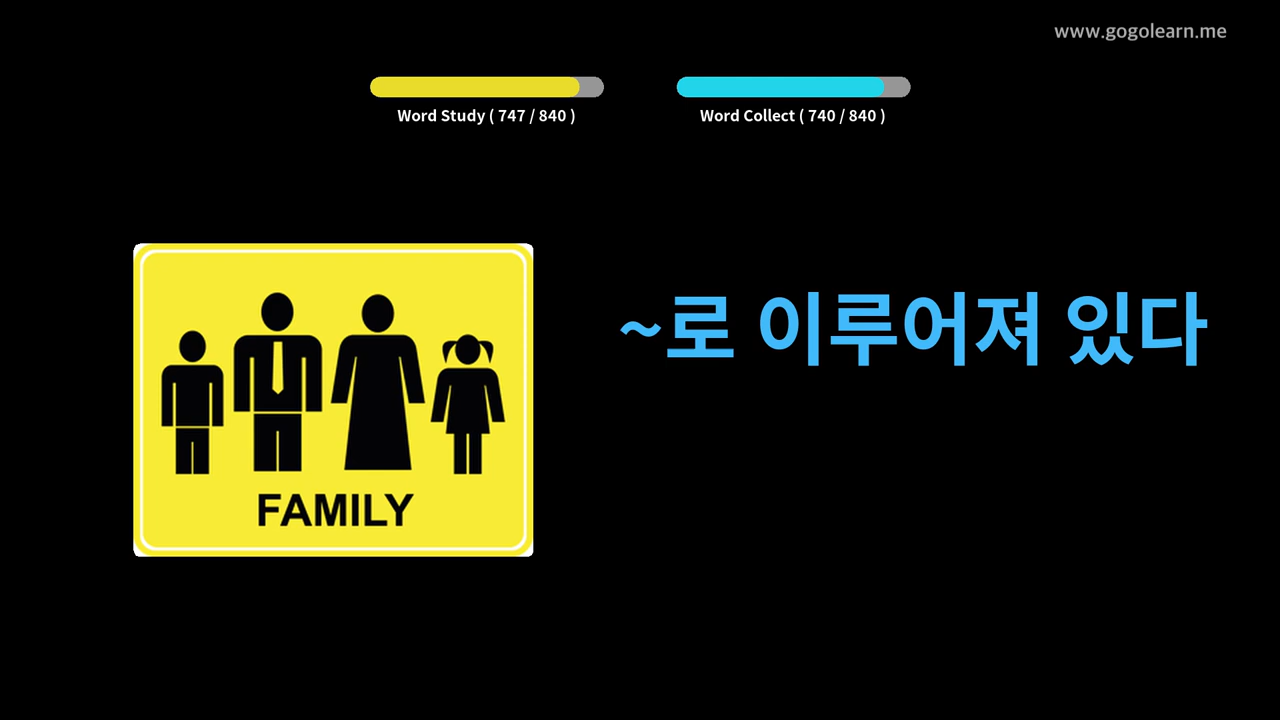 www.gogolearn.me
Word Study ( 747 / 840 )
Word Collect ( 740 / 840 )
~로 이루어져 있다
FAMILY